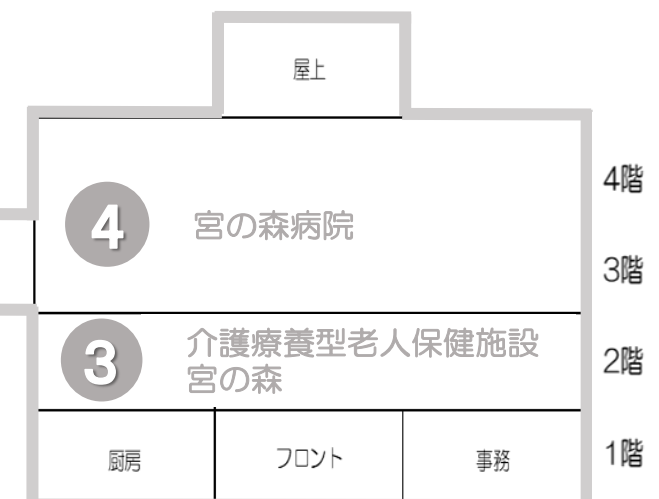 屋上
4階
4 宮の森病院
3階
3 介護療養型老人保健施設
宮の森
2階
厨房 フロント 事務 1階